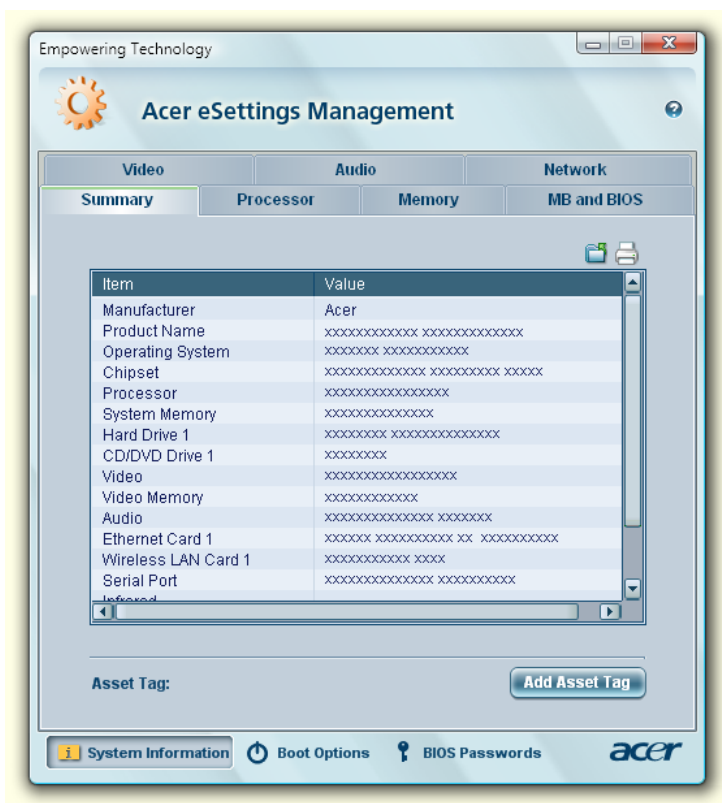 Empowering Technology
Acer eSettings Management
Video Audio Network
Summary Processor Memory MB and BIOS
Item Value
Manufacturer Acer
Product Name xxxxxxxxxxxx xxxxxxxxxxxxx
Operating System xxxxxxx xxxxxxxxxxx
Chipset xxxxxxxxxxxxx xxxxxxxxx xxxxx
Processor xxxxxxxxxxxxxxxx
System Memory xxxxxxxxxxxxxx
Hard Drive 1 xxxxxxxx xxxxxxxxxxxxxx
CD/DVD Drive 1 xxxxxxxx
Video xxxxxxxxxxxxxxxxx
Video Memory xxxxxxxxxxxx
Audio xxxxxxxxxxxxxx xxxxxxx
Ethernet Card 1 xxxxxx xxxxxxxxxx xx xxxxxxxxxx
Wireless LAN Card 1 xxxxxxxxxxx xxxx
Serial Port xxxxxxxxxxxxxx xxxxxxxxxx
Infrared
Asset Tag: Add Asset Tag
System Information Boot Options BIOS Passwords acer